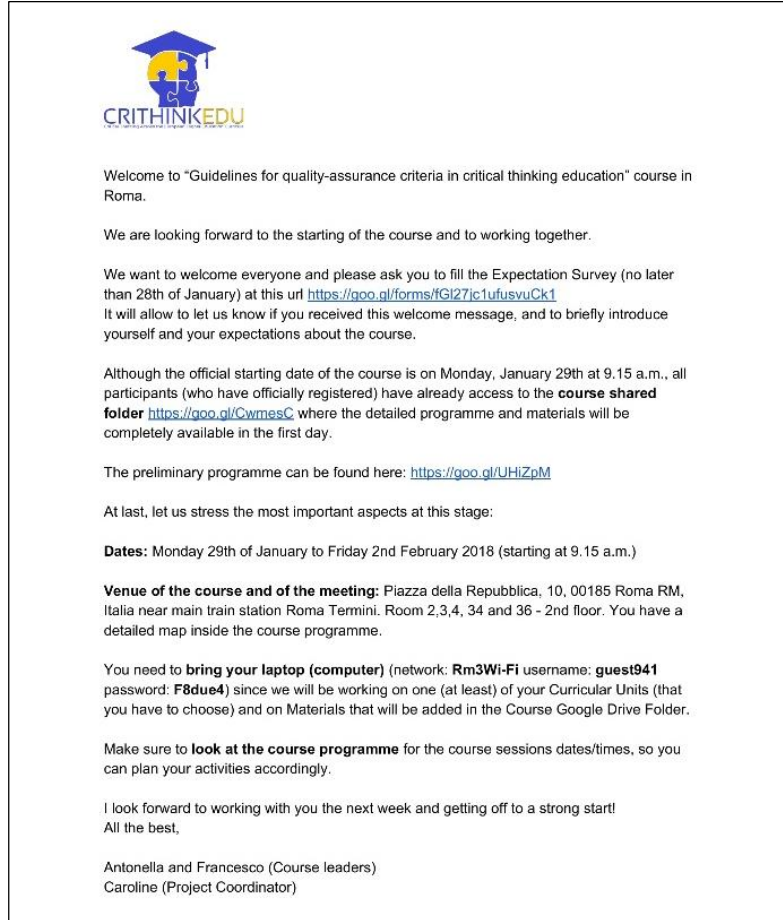 CRITHINKEDU
Welcome to “Guidelines for quality-assurance criteria in critical thinking education” course in
Roma.
We are looking forward to the starting of the course and to working together.
We want to welcome everyone and please ask you to fill the Expectation Survey (no later
than 28th of January) at this url https://goo.gl/forms/fGl27jc1ufusvuCk1
It will allow to let us know if you received this welcome message, and to briefly introduce
yourself and your expectations about the course.
Although the official starting date of the course is on Monday, January 29th at 9.15 a.m., all
participants (who have officially registered) have already access to the course shared
folder https://goo.gl/CwmesC where the detailed programme and materials will be
completely available in the first day.
The preliminary programme can be found here: https://goo.gl/UHiZpM
At last, let us stress the most important aspects at this stage:
Dates: Monday 29th of January to Friday 2nd February 2018 (starting at 9.15 a.m.)
Venue of the course and of the meeting: Piazza della Repubblica, 10, 00185 Roma RM,
Italia near main train station Roma Termini. Room 2,3,4, 34 and 36 - 2nd floor. You have a
detailed map inside the course programme.
You need to bring your laptop (computer) (network: Rm3Wi-Fi username: guest941
password: F8due4) since we will be working on one (at least) of your Curricular Units (that
you have to choose) and on Materials that will be added in the Course Google Drive Folder.
Make sure to look at the course programme for the course sessions dates/times, so you
can plan your activities accordingly.
I look forward to working with you the next week and getting off to a strong start!
All the best,
Antonella and Francesco (Course leaders)
Caroline (Project Coordinator)